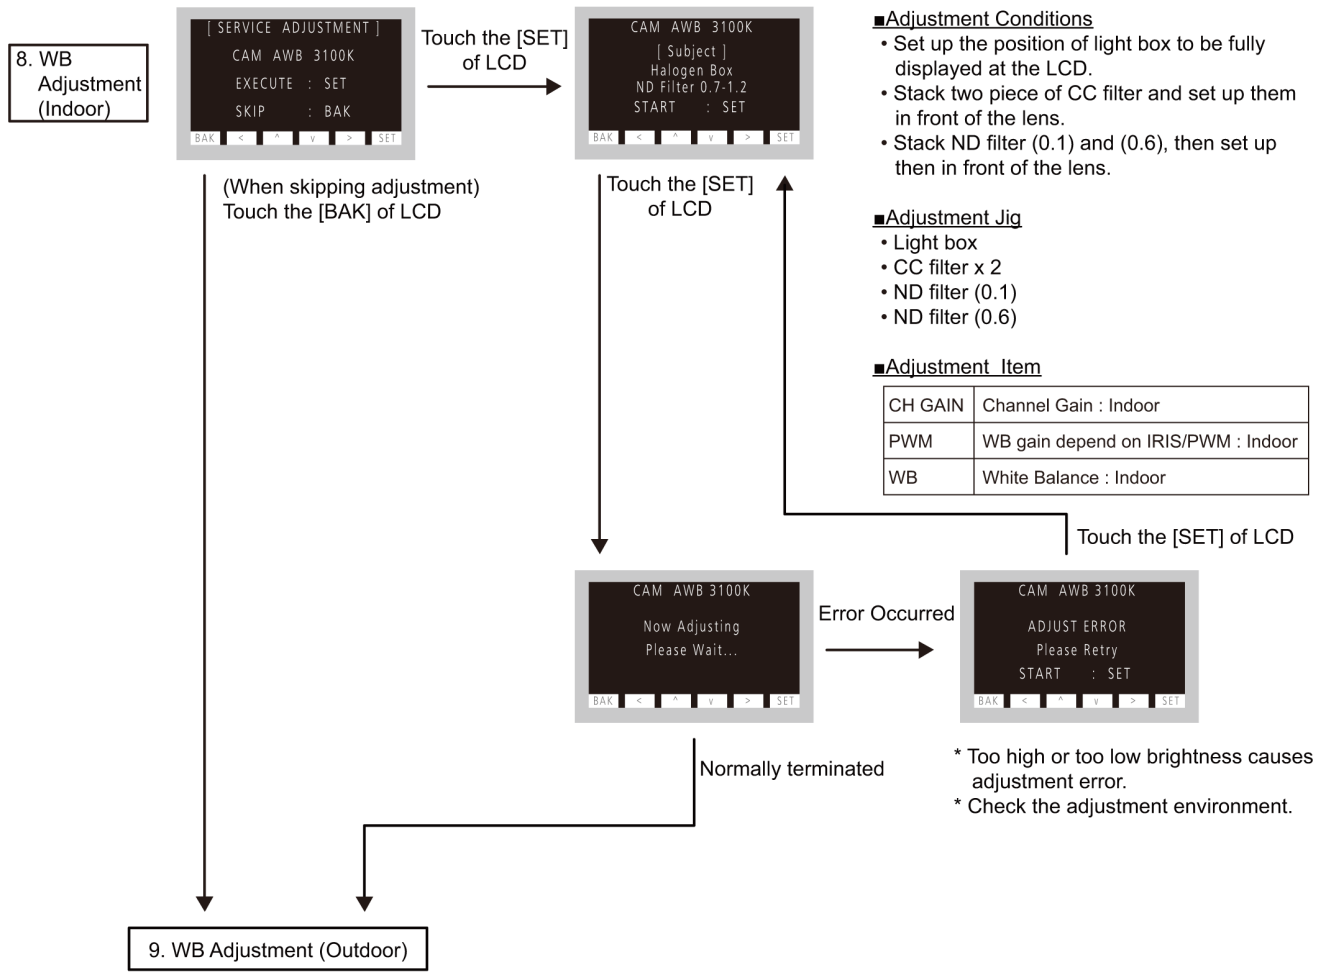 8. WB
Adjustment
(Indoor)
[ SERVICE ADJUSTMENT ]
CAM AWB 3100K
EXECUTE : SET
SKIP : BAK
BAK < ^ v > SET
Touch the [SET]
of LCD
CAM AWB 3100K
[ Subject ]
Halogen Box
ND Filter 0.7-1.2
START : SET
BAK < ^ v > SET
■Adjustment Conditions
• Set up the position of light box to be fully
displayed at the LCD.
• Stack two piece of CC filter and set up them
in front of the lens.
• Stack ND filter (0.1) and (0.6), then set up
then in front of the lens.
(When skipping adjustment)
Touch the [BAK] of LCD
Touch the [SET]
of LCD
■Adjustment Jig
• Light box
• CC filter x 2
• ND filter (0.1)
• ND filter (0.6)
■Adjustment Item
CH GAIN Channel Gain : Indoor
PWM WB gain depend on IRIS/PWM : Indoor
WB White Balance : Indoor
Touch the [SET] of LCD
CAM AWB 3100K
Now Adjusting
Please Wait...
BAK < ^ v > SET
Error Occurred
CAM AWB 3100K
ADJUST ERROR
Please Retry
START : SET
BAK < ^ v > SET
Normally terminated
* Too high or too low brightness causes
adjustment error.
* Check the adjustment environment.
9. WB Adjustment (Outdoor)